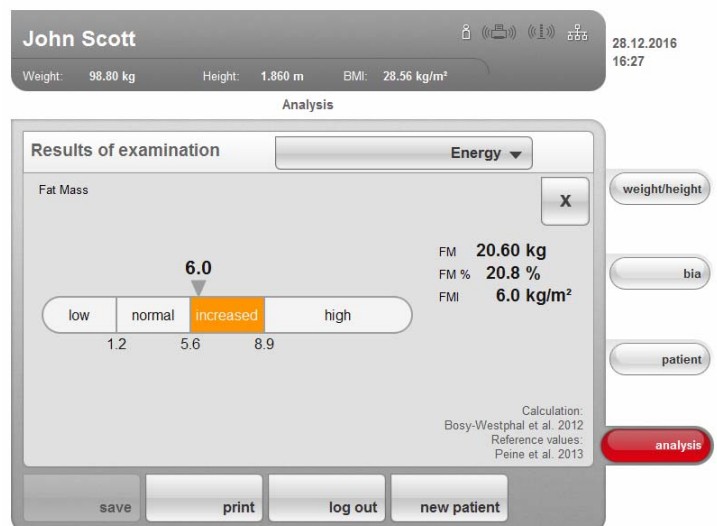 John Scott
28.12.2016
16:27
Weight: 98.80 kg Height: 1.860 m BMI: 28.56 kg/m²
Analysis
Results of examination
Energy
Fat Mass
X
6.0
low normal increased high
1.2 5.6 8.9
FM 20.60 kg
FM % 20.8 %
FMI 6.0 kg/m²
Calculation:
Bosy-Westphal et al. 2012
Reference values:
Peine et al. 2013
weight/height
bia
patient
analysis
save print log out new patient